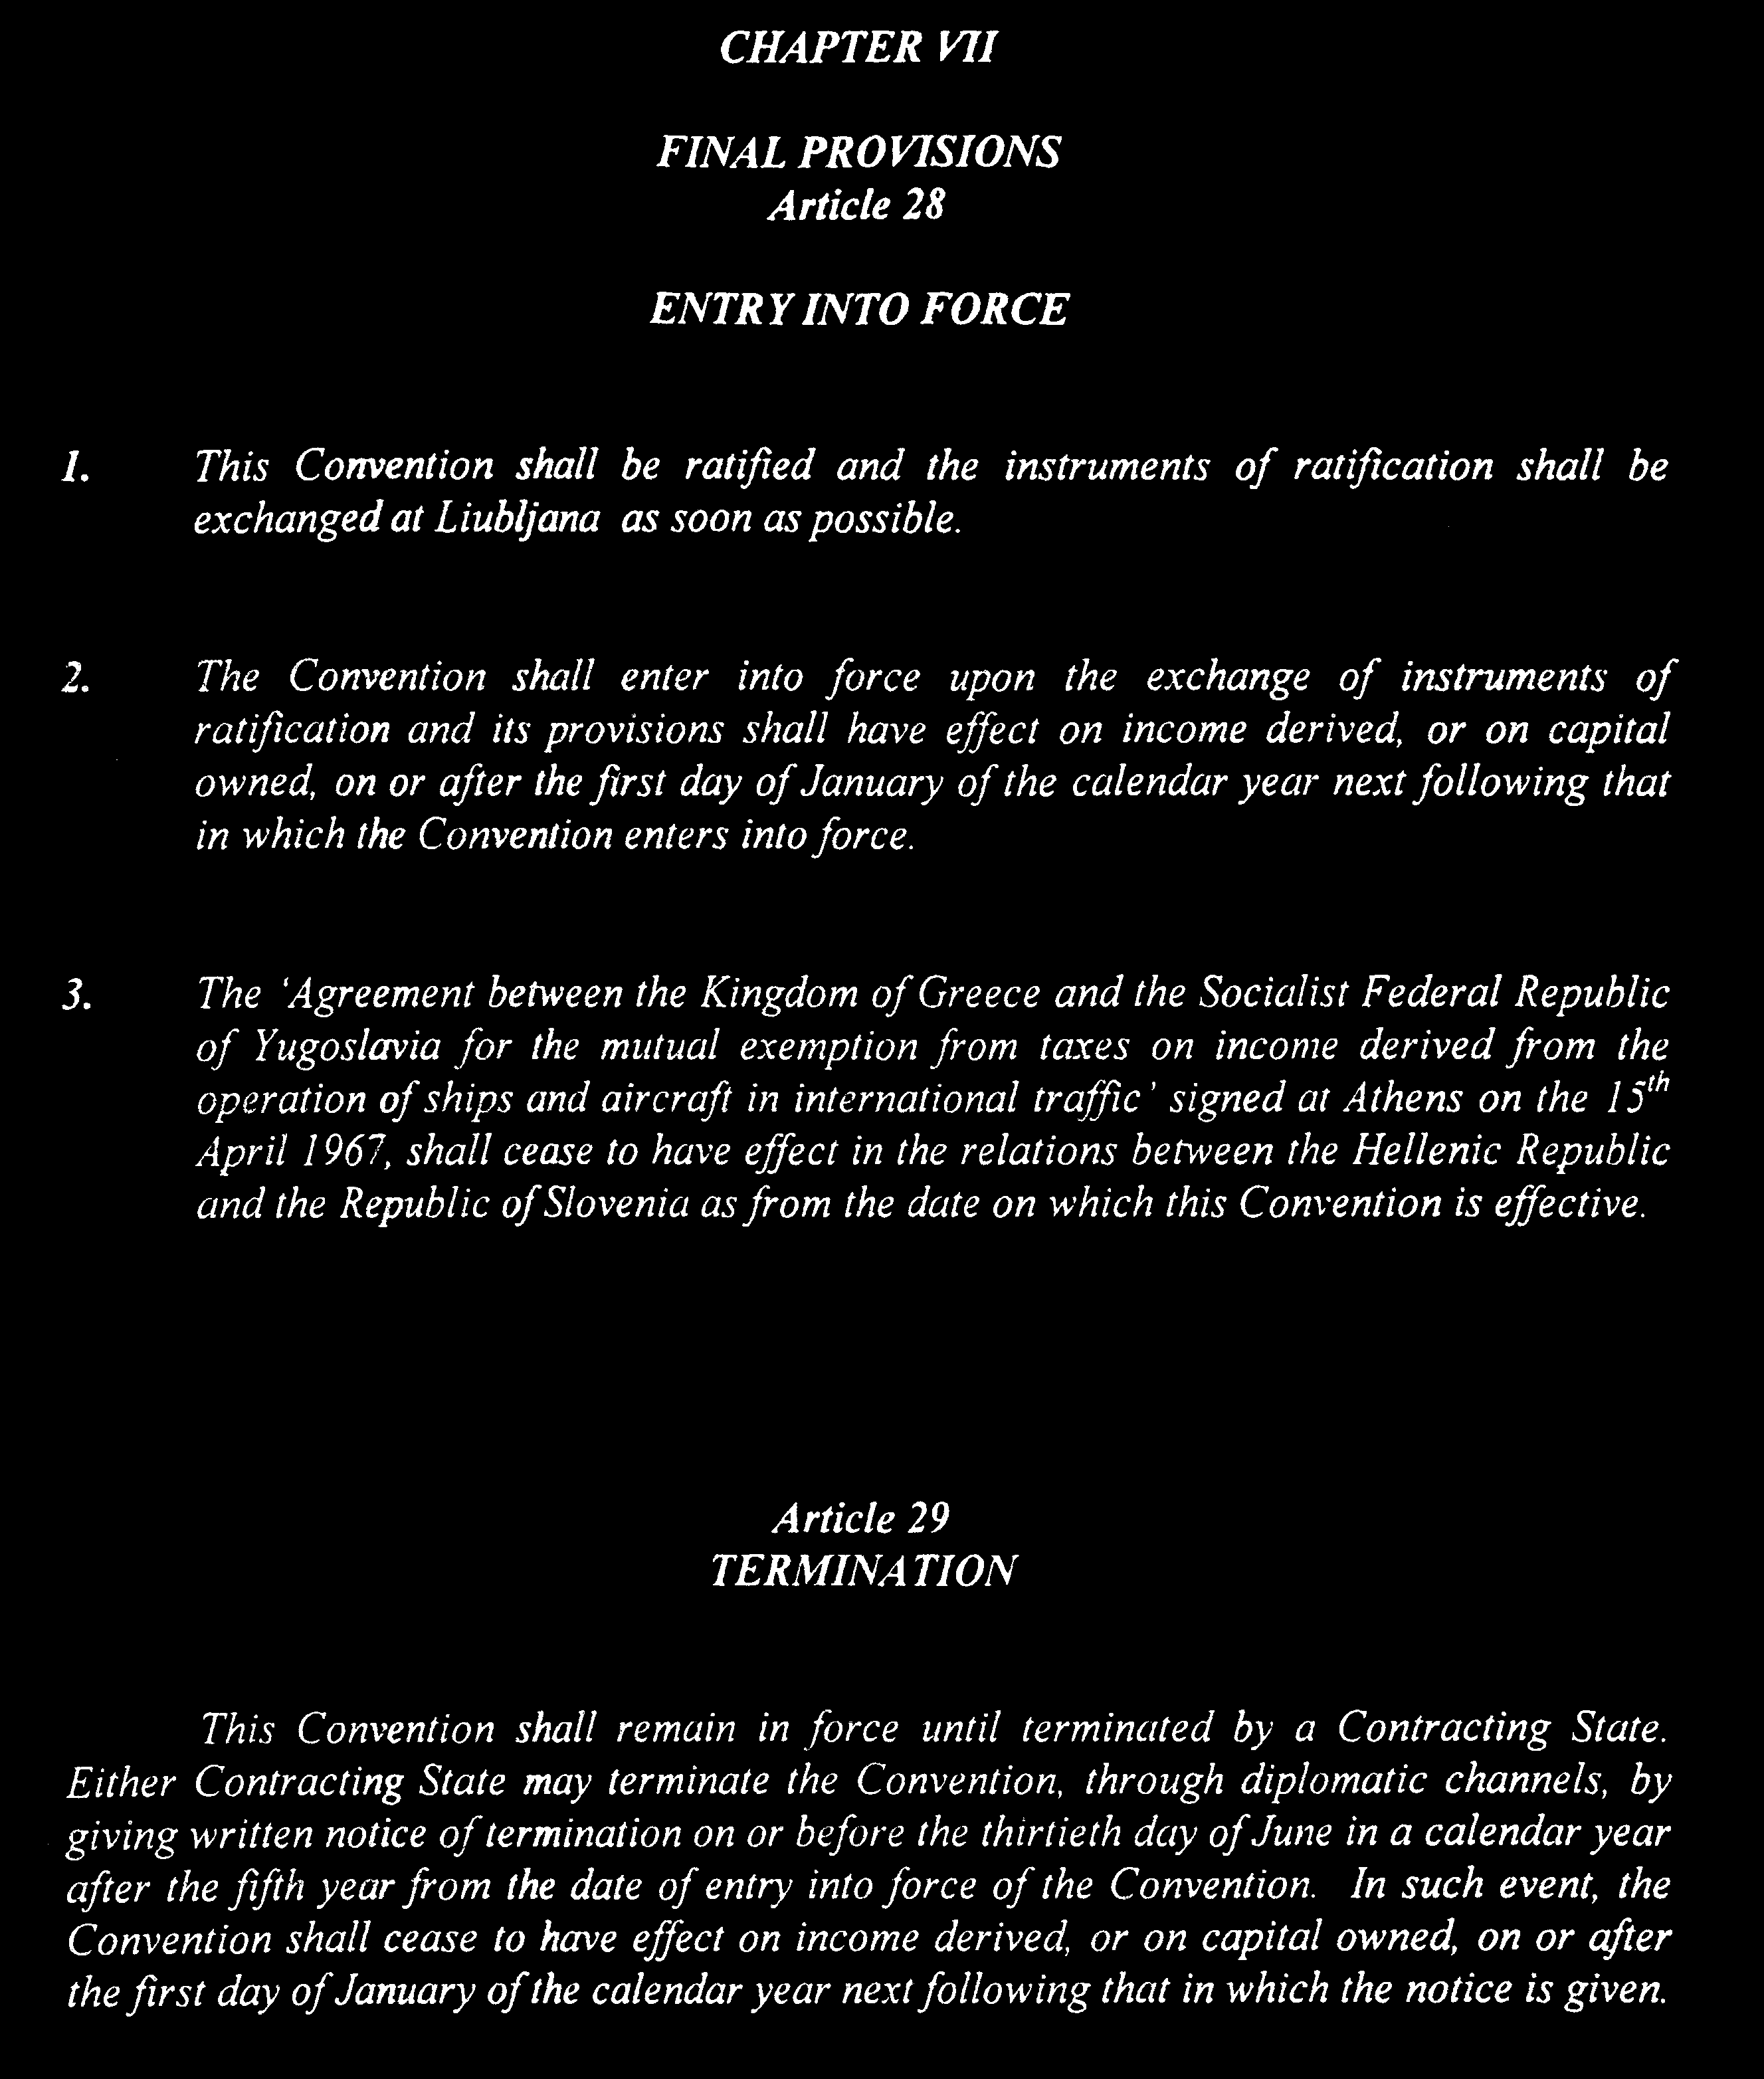 CHAPTER VII
FINAL PROVISIONS
Article 28
ENTRY INTO FORCE
1. This Convention shall be ratified and the instruments of ratification shall be
exchanged at Liubljana as soon as possible.
2. The Convention shall enter into force upon the exchange of instruments of
ratification and its provisions shall have effect on income derived, or on capital
owned, on or after the first day of January of the calendar year next following that
in which the Convention enters into force.
3. The ‘Agreement between the Kingdom of Greece and the Socialist Federal Republic
of Yugoslavia for the mutual exemption from taxes on income derived from the
operation of ships and aircraft in international traffic’ signed at Athens on the 15th
April 1967, shall cease to have effect in the relations between the Hellenic Republic
and the Republic of Slovenia as from the date on which this Convention is effective.
Article 29
TERMINATION
This Convention shall remain in force until terminated by a Contracting State.
Either Contracting State may terminate the Convention, through diplomatic channels, by
giving written notice of termination on or before the thirtieth day of June in a calendar year
after the fifth year from the date of entry into force of the Convention. In such event, the
Convention shall cease to have effect on income derived, or on capital owned, on or after
the first day of January of the calendar year next following that in which the notice is given.